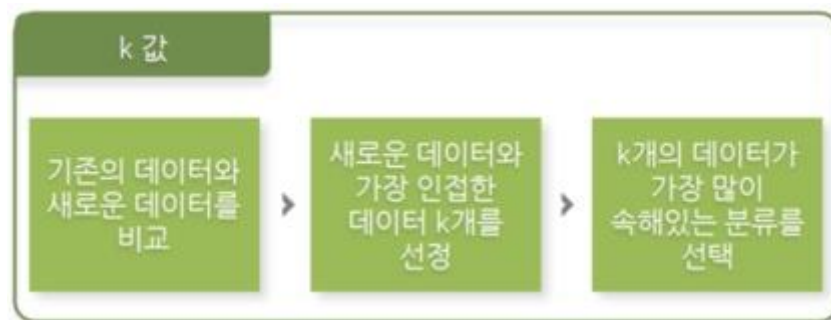 k 값
기존의 데이터와
새로운 데이터를
비교
새로운 데이터와
가장 인접한
데이터 k개를
선정
k개의 데이터가
가장 많이
속해있는 분류를
선택